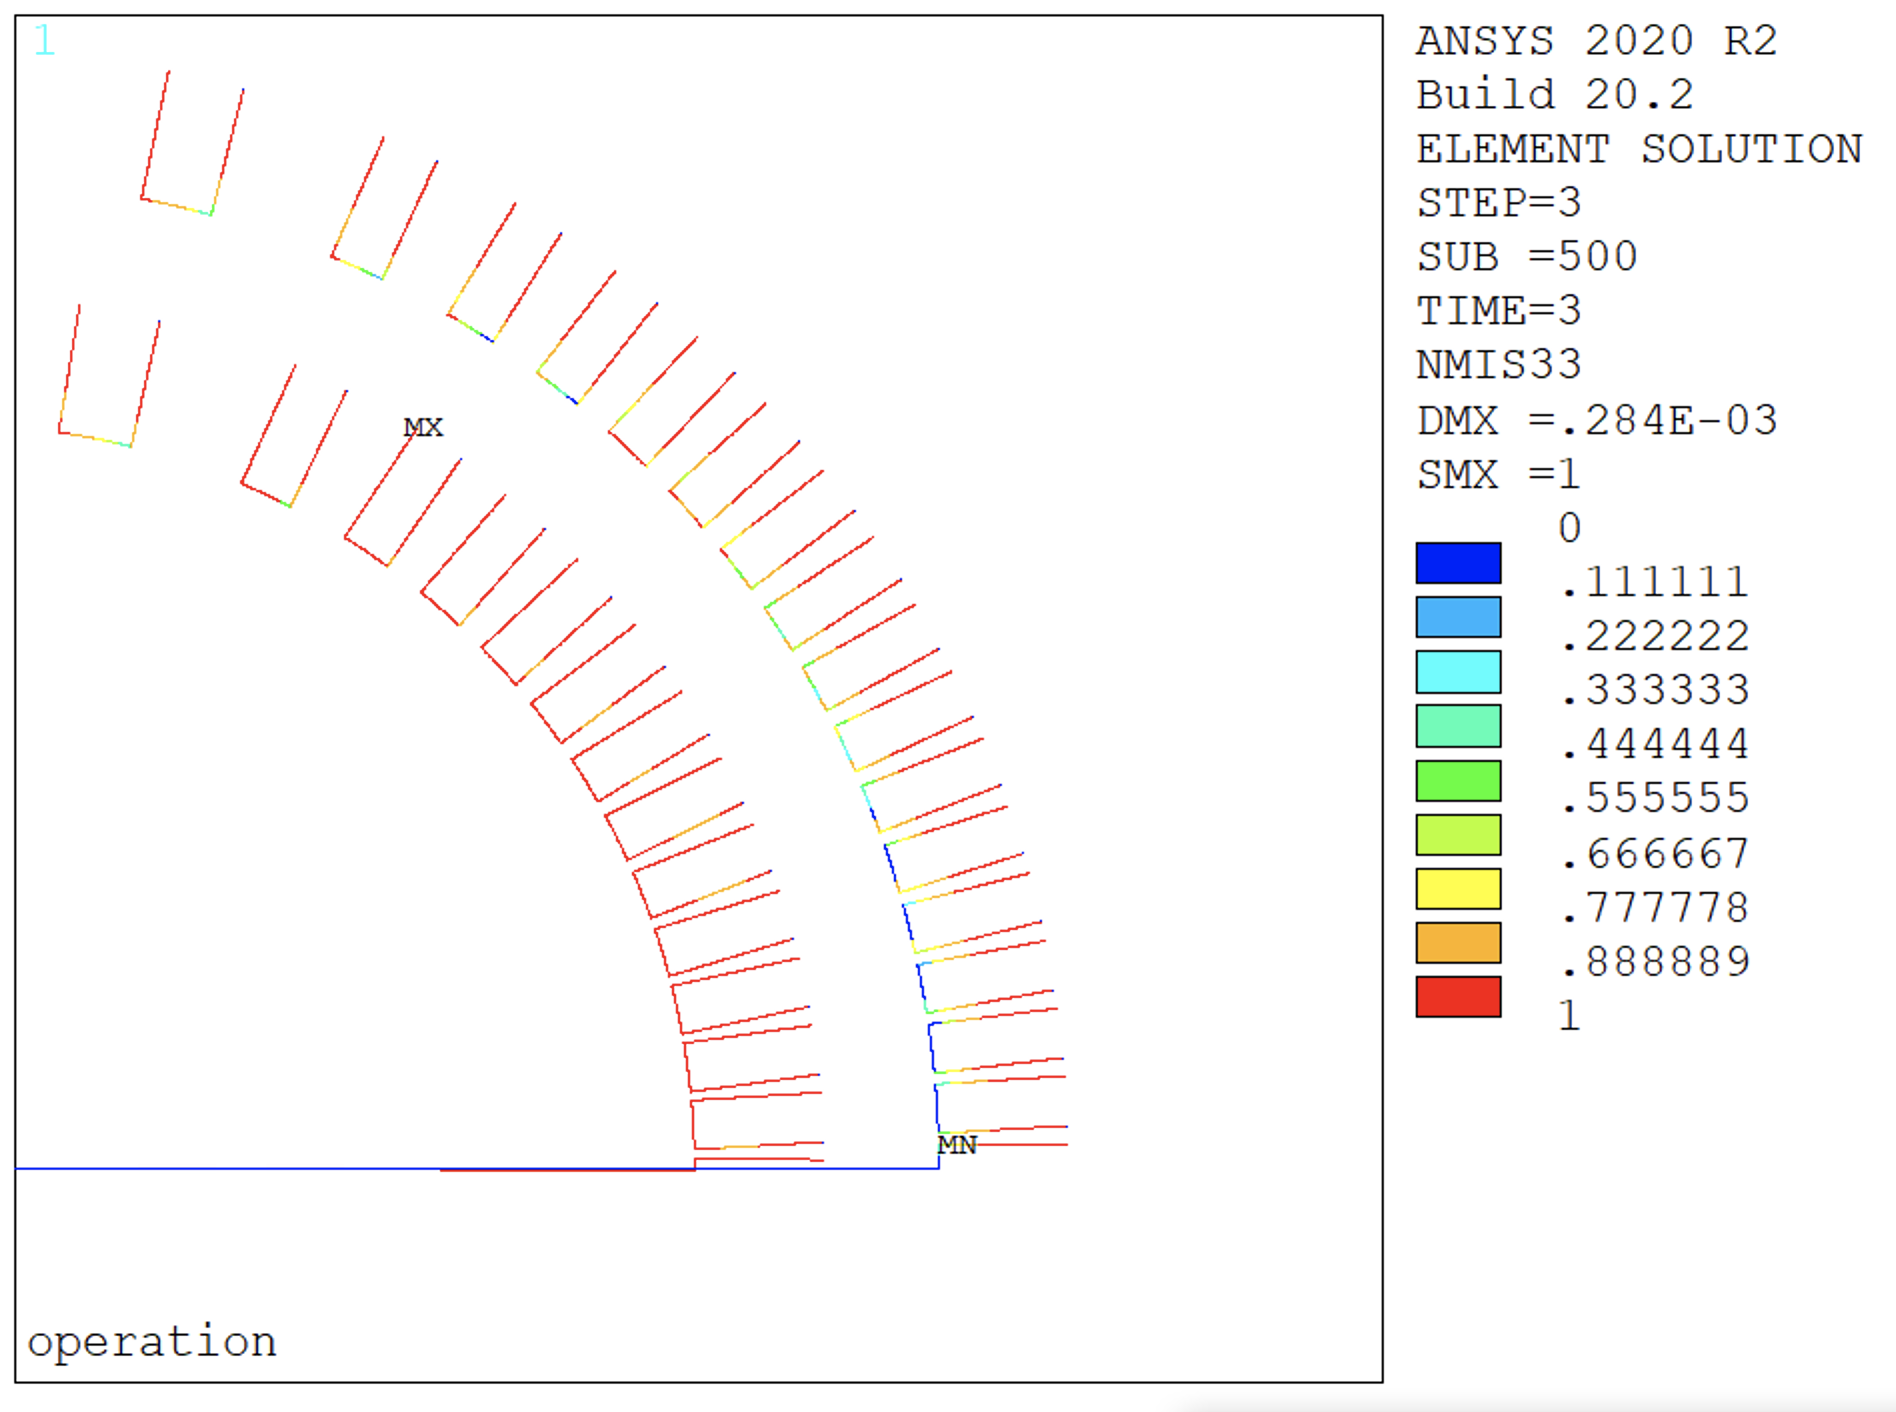 1
MX
MN
operation
ANSYS 2020 R2
Build 20.2
ELEMENT SOLUTION
STEP=3
SUB =500
TIME=3
NMIS33
DMX =.284E-03
SMX =1
0
.111111
.222222
.333333
.444444
.555555
.666667
.777778
.888889
1